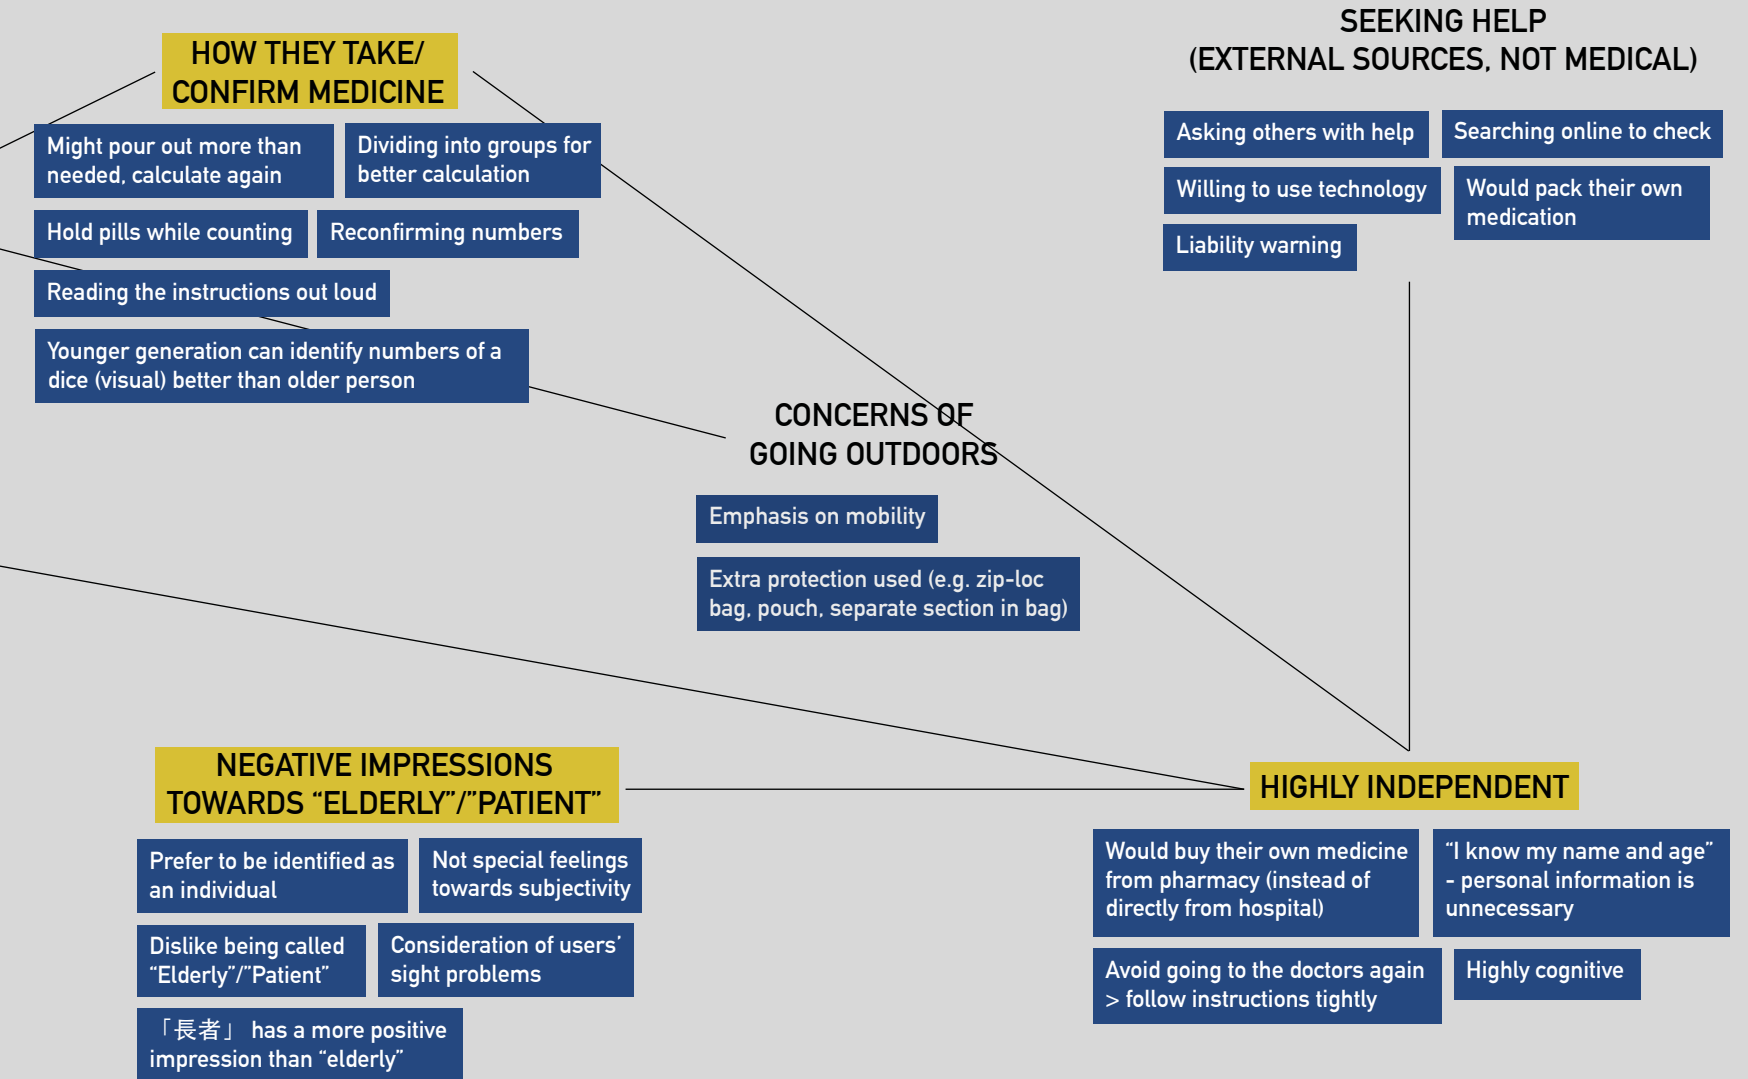 HOW THEY TAKE/
CONFIRM MEDICINE
Might pour out more than
needed, calculate again
Dividing into groups for
better calculation
Hold pills while counting
Reconfirming numbers
Reading the instructions out loud
Younger generation can identify numbers of a
dice (visual) better than older person
SEEKING HELP
(EXTERNAL SOURCES, NOT MEDICAL)
Asking others with help
Searching online to check
Willing to use technology
Would pack their own
medication
Liability warning
CONCERNS OF
GOING OUTDOORS
Emphasis on mobility
Extra protection used (e.g. zip-loc
bag, pouch, separate section in bag)
NEGATIVE IMPRESSIONS
TOWARDS “ELDERLY”/”PATIENT”
Prefer to be identified as
an individual
Not special feelings
towards subjectivity
Dislike being called
“Elderly”/”Patient”
Consideration of users’
sight problems
「長者」 has a more positive
impression than “elderly”
HIGHLY INDEPENDENT
Would buy their own medicine
from pharmacy (instead of
directly from hospital)
“I know my name and age”
- personal information is
unnecessary
Avoid going to the doctors again
> follow instructions tightly
Highly cognitive